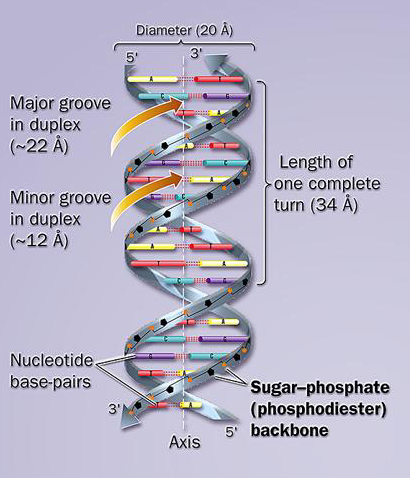 Diameter (20 Å)
5'
3'
Major groove
in duplex
(~22 Å)
Minor groove
in duplex
(~12 Å)
Length of
one complete
turn (34 Å)
A
T
C
G
A
C
A
A
T
A
T
A
C
G
T
A
Nucleotide
base-pairs
Sugar–phosphate
(phosphodiester)
backbone
3'
5'
Axis